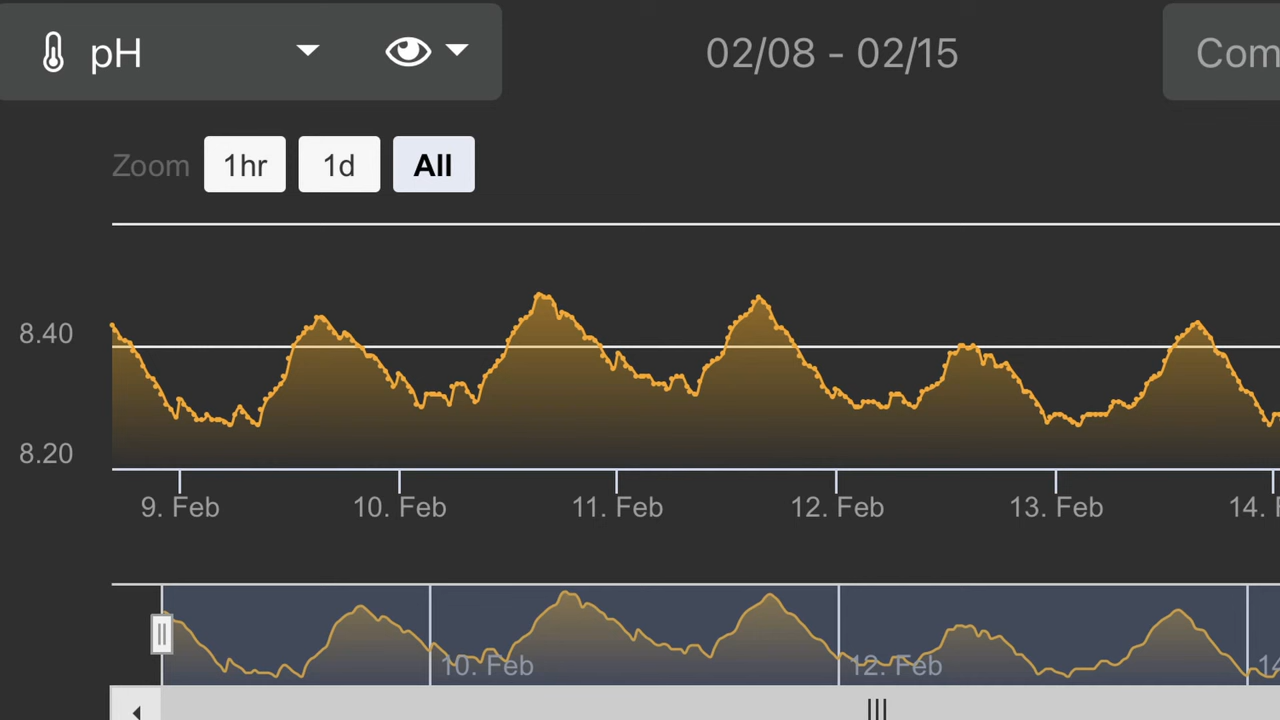 pH
02/08 - 02/15
Com
Zoom 1hr 1d All
8.40
8.20
9. Feb 10. Feb 11. Feb 12. Feb 13. Feb 14. F
10. Feb 12. Feb 14